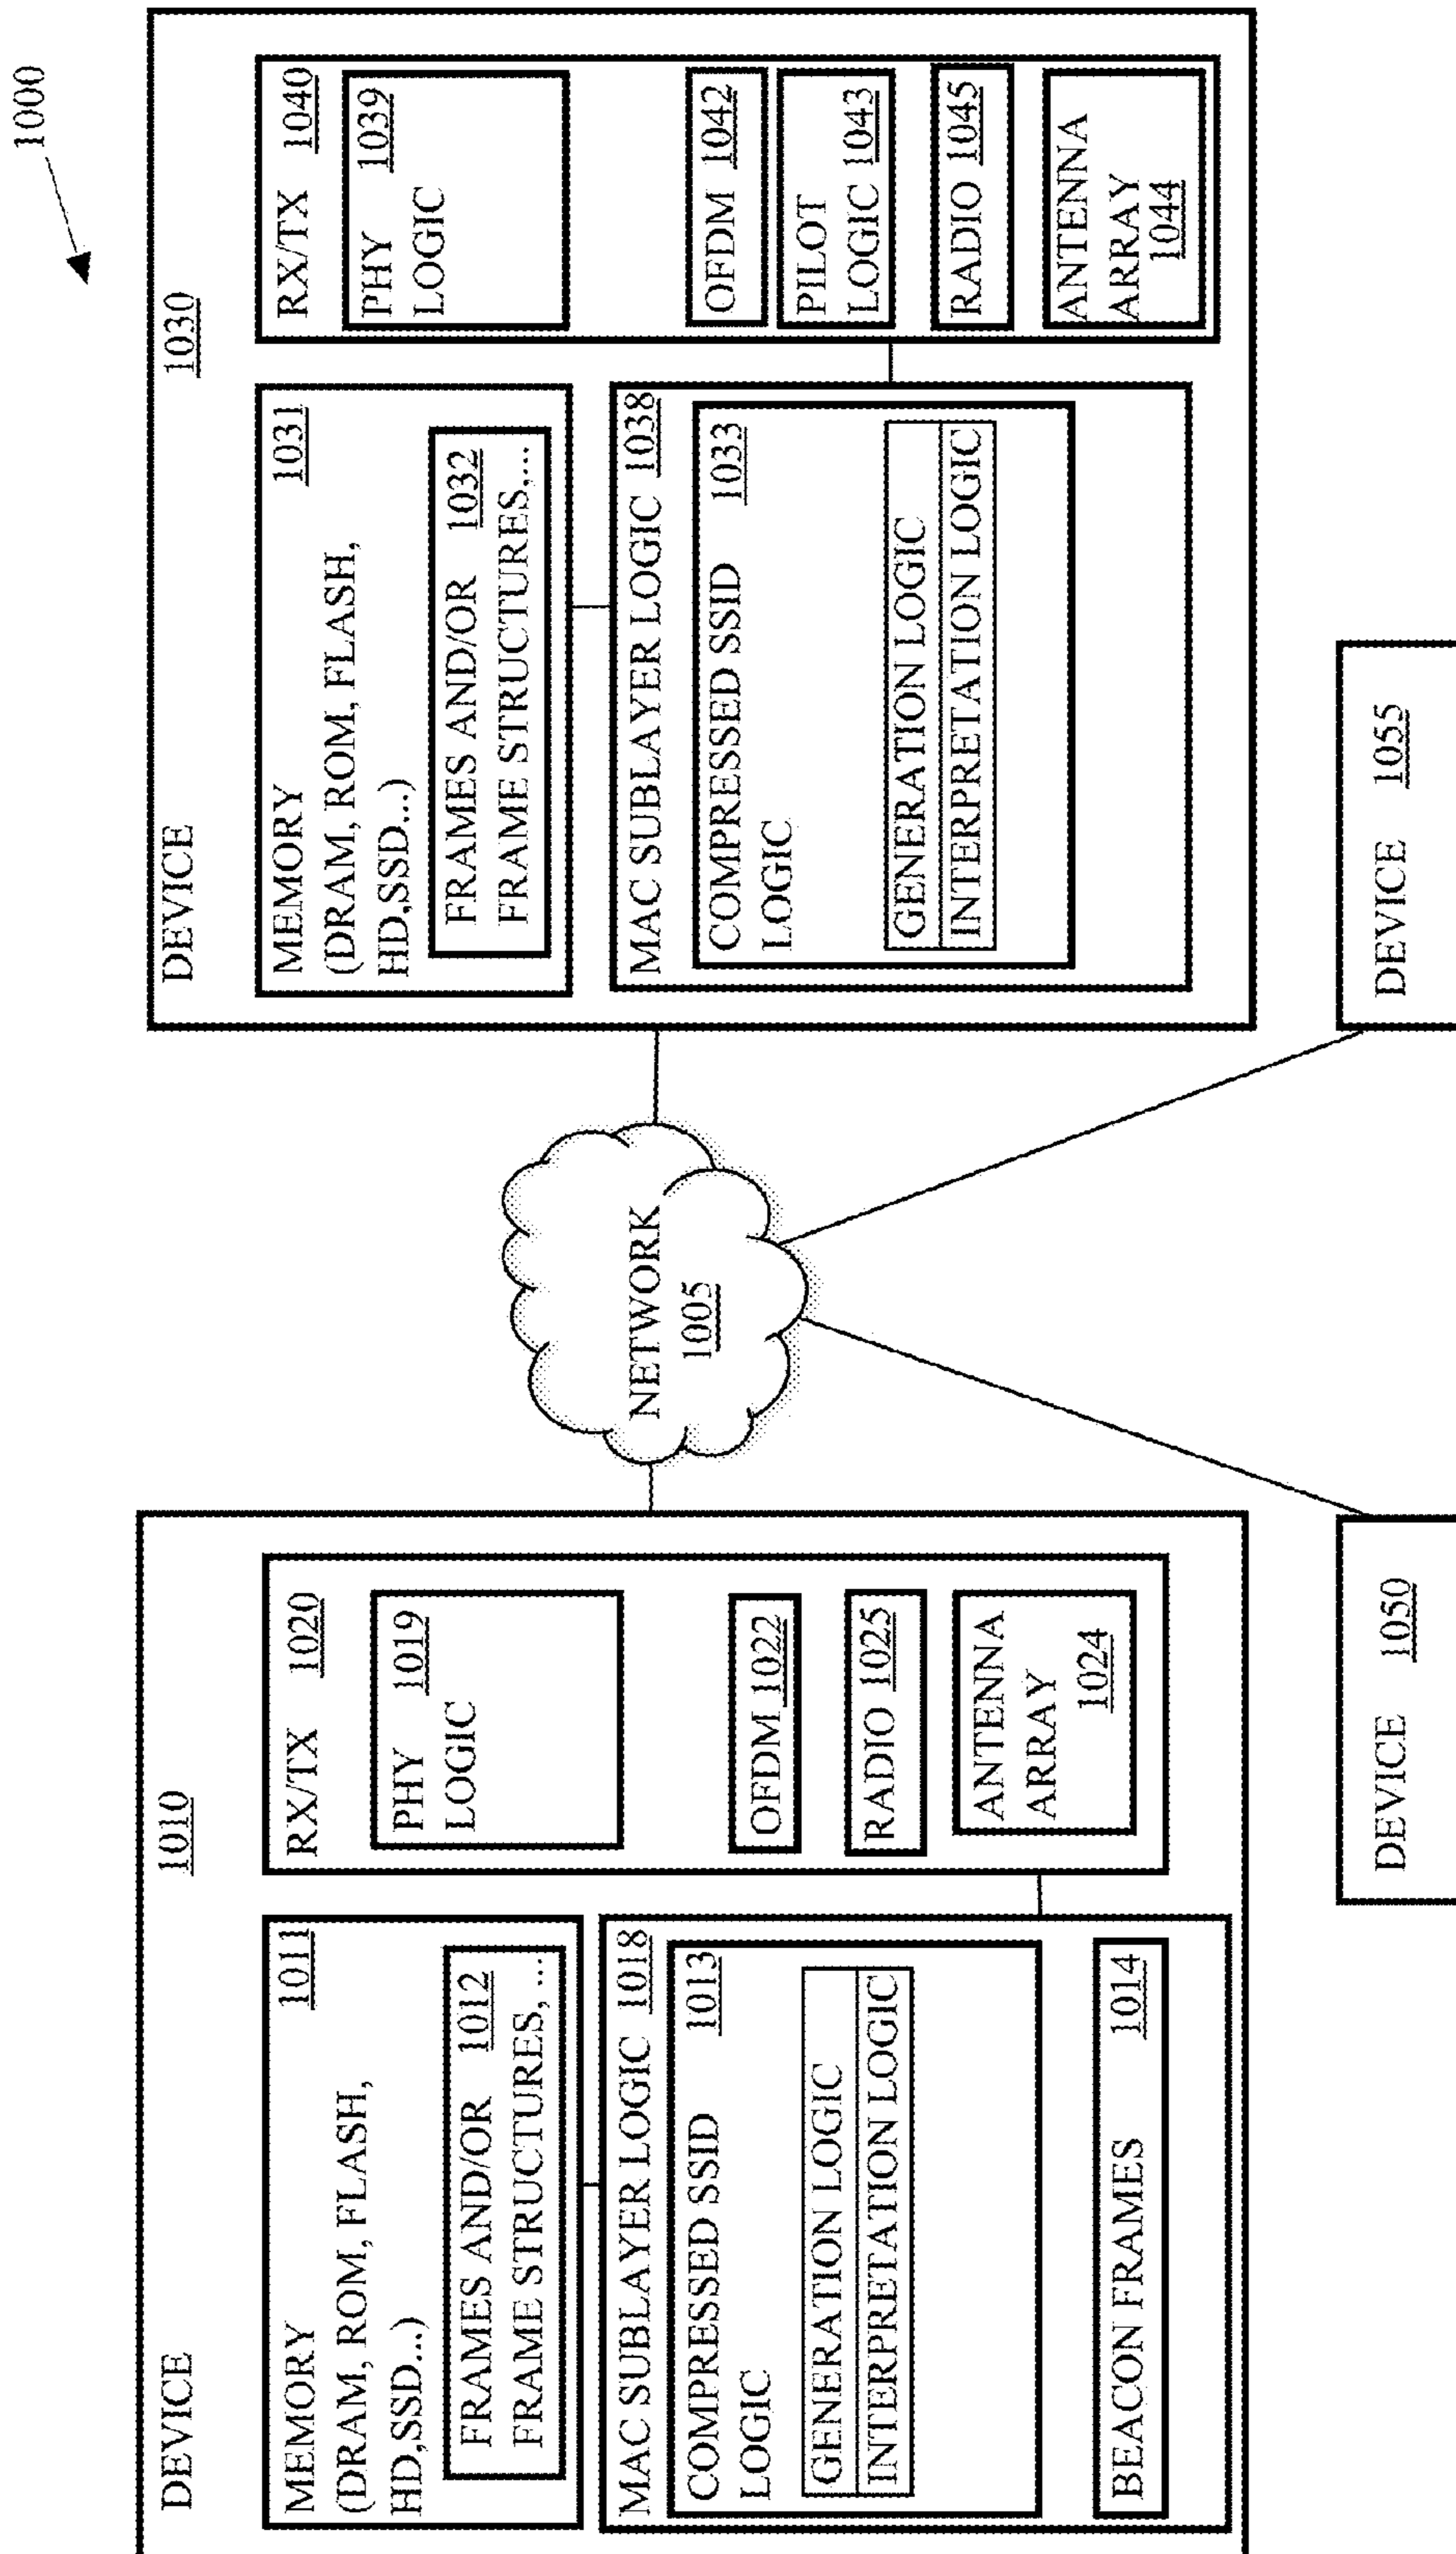 1000
DEVICE 1010
MEMORY 1011
(DRAM, ROM, FLASH,
HD,SSD...)
FRAMES AND/OR 1012
FRAME STRUCTURES, ...
MAC SUBLAYER LOGIC 1018
COMPRESSED SSID 1013
LOGIC
GENERATION LOGIC
INTERPRETATION LOGIC
BEACON FRAMES 1014
RX/TX 1020
PHY 1019
LOGIC
OFDM 1022
RADIO 1025
ANTENNA
ARRAY
1024
NETWORK
1005
DEVICE 1030
MEMORY 1031
(DRAM, ROM, FLASH,
HD,SSD...)
FRAMES AND/OR 1032
FRAME STRUCTURES,...
MAC SUBLAYER LOGIC 1038
COMPRESSED SSID 1033
LOGIC
GENERATION LOGIC
INTERPRETATION LOGIC
RX/TX 1040
PHY 1039
LOGIC
OFDM 1042
PILOT
LOGIC 1043
RADIO 1045
ANTENNA
ARRAY
1044
DEVICE 1050
DEVICE 1055